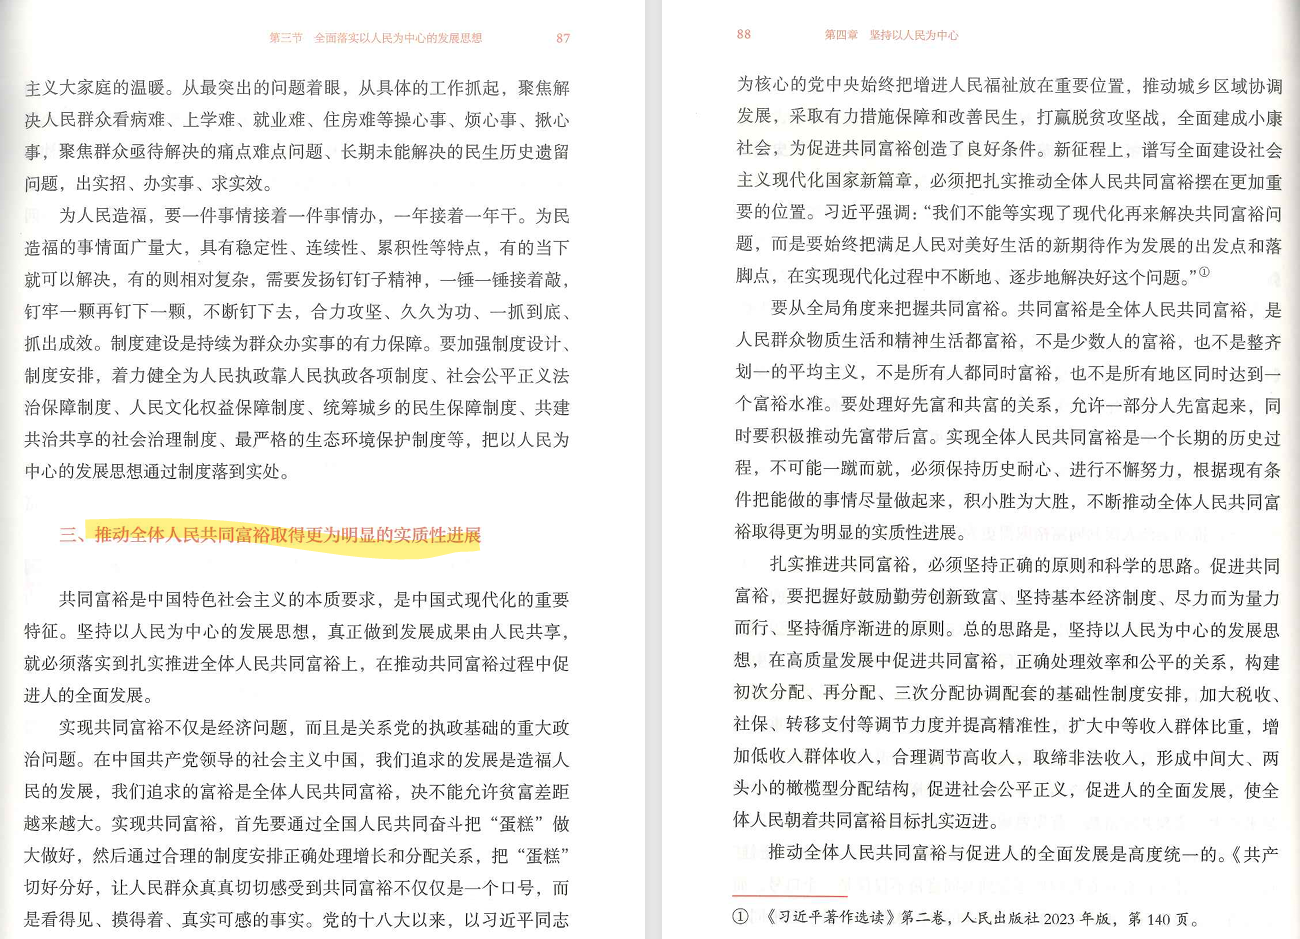 第三节 全面落实以人民为中心的发展思想 87
主义大家庭的温暖。从最突出的问题着眼，从具体的工作抓起，聚焦解
决人民群众看病难、上学难、就业难、住房难等操心事、烦心事、揪心
事，聚焦群众亟待解决的痛点难点问题、长期未能解决的民生历史遗留
问题，出实招、办实事、求实效。
为人民造福，要一件事情接着一件事情办，一年接着一年干。为民
造福的事情面广量大，具有稳定性、连续性、累积性等特点，有的当下
就可以解决，有的则相对复杂，需要发扬钉钉子精神，一锤一锤接着敲，
钉牢一颗再钉下一颗，不断钉下去，合力攻坚、久久为功、一抓到底、
抓出成效。制度建设是持续为群众办实事的有力保障。要加强制度设计、
制度安排，着力健全为人民执政靠人民执政各项制度、社会公平正义法
治保障制度、人民文化权益保障制度、统筹城乡的民生保障制度、共建
共治共享的社会治理制度、最严格的生态环境保护制度等，把以人民为
中心的发展思想通过制度落到实处。
三、推动全体人民共同富裕取得更为明显的实质性进展
共同富裕是中国特色社会主义的本质要求，是中国式现代化的重要
特征。坚持以人民为中心的发展思想，真正做到发展成果由人民共享，
就必须落实到扎实推进全体人民共同富裕上，在推动共同富裕过程中促
进人的全面发展。
实现共同富裕不仅是经济问题，而且是关系党的执政基础的重大政
治问题。在中国共产党领导的社会主义中国，我们追求的发展是造福人
民的发展，我们追求的富裕是全体人民共同富裕，决不能允许贫富差距
越来越大。实现共同富裕，首先要通过全国人民共同奋斗把“蛋糕”做
大做好，然后通过合理的制度安排正确处理增长和分配关系，把“蛋糕”
切好分好，让人民群众真真切切感受到共同富裕不仅仅是一个口号，而
是看得见、摸得着、真实可感的事实。党的十八大以来，以习近平同志
88 第四章 坚持以人民为中心
为核心的党中央始终把增进人民福祉放在重要位置，推动城乡区域协调
发展，采取有力措施保障和改善民生，打赢脱贫攻坚战，全面建成小康
社会，为促进共同富裕创造了良好条件。新征程上，谱写全面建设社会
主义现代化国家新篇章，必须把扎实推动全体人民共同富裕摆在更加重
要的位置。习近平强调：“我们不能等实现了现代化再来解决共同富裕问
题，而是要始终把满足人民对美好生活的新期待作为发展的出发点和落
脚点，在实现现代化过程中不断地、逐步地解决好这个问题。”①
要从全局角度来把握共同富裕。共同富裕是全体人民共同富裕，是
人民群众物质生活和精神生活都富裕，不是少数人的富裕，也不是整齐
划一的平均主义，不是所有人都同时富裕，也不是所有地区同时达到一
个富裕水准。要处理好先富和共富的关系，允许一部分人先富起来，同
时要积极推动先富带后富。实现全体人民共同富裕是一个长期的历史过
程，不可能一蹴而就，必须保持历史耐心、进行不懈努力，根据现有条
件把能做的事情尽量做起来，积小胜为大胜，不断推动全体人民共同富
裕取得更为明显的实质性进展。
扎实推进共同富裕，必须坚持正确的原则和科学的思路。促进共同
富裕，要把握好鼓励勤劳创新致富、坚持基本经济制度、尽力而为量力
而行、坚持循序渐进的原则。总的思路是，坚持以人民为中心的发展思
想，在高质量发展中促进共同富裕，正确处理效率和公平的关系，构建
初次分配、再分配、三次分配协调配套的基础性制度安排，加大税收、
社保、转移支付等调节力度并提高精准性，扩大中等收入群体比重，增
加低收入群体收入，合理调节高收入，取缔非法收入，形成中间大、两
头小的橄榄型分配结构，促进社会公平正义，促进人的全面发展，使全
体人民朝着共同富裕目标扎实迈进。
推动全体人民共同富裕与促进人的全面发展是高度统一的。《共产
① 《习近平著作选读》第二卷，人民出版社 2023 年版，第 140 页。